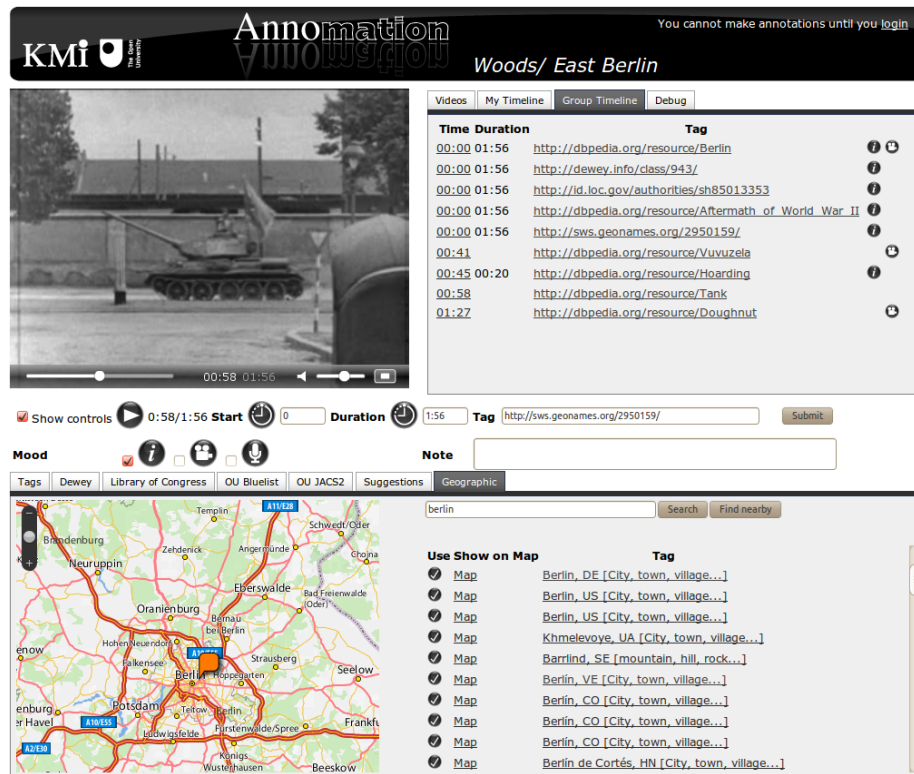 KMi The Open University
Annomation
You cannot make annotations until you login
Woods/ East Berlin
Videos My Timeline Group Timeline Debug
Time Duration Tag
00:00 01:56 http://dbpedia.org/resource/Berlin
00:00 01:56 http://dewey.info/class/943/
00:00 01:56 http://id.loc.gov/authorities/sh85013353
00:00 01:56 http://dbpedia.org/resource/Aftermath_of_World_War_II
00:00 01:56 http://sws.geonames.org/2950159/
00:41 http://dbpedia.org/resource/Vuvuzela
00:45 00:20 http://dbpedia.org/resource/Hoarding
00:58 http://dbpedia.org/resource/Tank
01:27 http://dbpedia.org/resource/Doughnut
00:58 01:56
Show controls 0:58/1:56 Start 0 Duration 1:56 Tag http://sws.geonames.org/2950159/ Submit
Mood Note
Tags Dewey Library of Congress OU Bluelist OU JACS2 Suggestions Geographic
berlin Search Find nearby
Use Show on Map Tag
Map Berlin, DE [City, town, village...]
Map Berlin, US [City, town, village...]
Map Berlin, US [City, town, village...]
Map Khmelevoye, UA [City, town, village...]
Map Barrlind, SE [mountain, hill, rock...]
Map Berlín, VE [City, town, village...]
Map Berlín, CO [City, town, village...]
Map Berlín, CO [City, town, village...]
Map Berlín, CO [City, town, village...]
Map Berlín de Cortés, HN [City, town, village...]
A11/E28
Templin
Schwedt/Oder
Brandenburg
Zehdenick
Angermünde
Chojna
Neuruppin
Eberswalde
Bad Freienwalde
(Oder)
Oranienburg
Bernau
bei Berlin
Hohen Neuendorf
Falkensee
Strausberg
Seelow
Berlin
Hoppegarten
Potsdam
Teltow
Berlin
A10/E55
Ludwigsfelde
Fürstenwalde/Spree
A2/E30
Königs
Wusterhausen
Beeskow